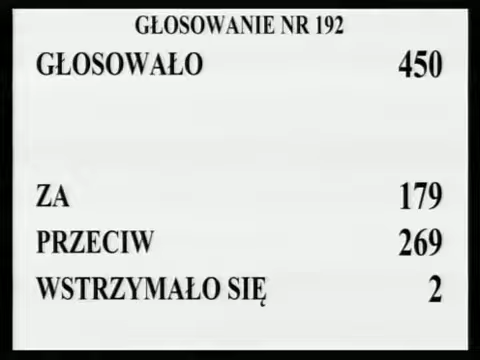 GŁOSOWANIE NR 192
GŁOSOWAŁO 450
ZA 179
PRZECIW 269
WSTRZYMAŁO SIĘ 2